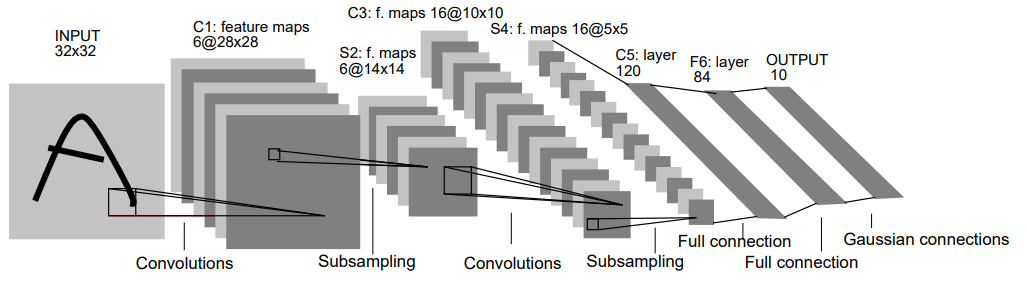 INPUT
32x32
C1: feature maps
6@28x28
S2: f. maps
6@14x14
C3: f. maps 16@10x10
S4: f. maps 16@5x5
C5: layer
120
F6: layer
84
OUTPUT
10
Convolutions
Subsampling
Convolutions
Subsampling
Full connection
Full connection
Gaussian connections